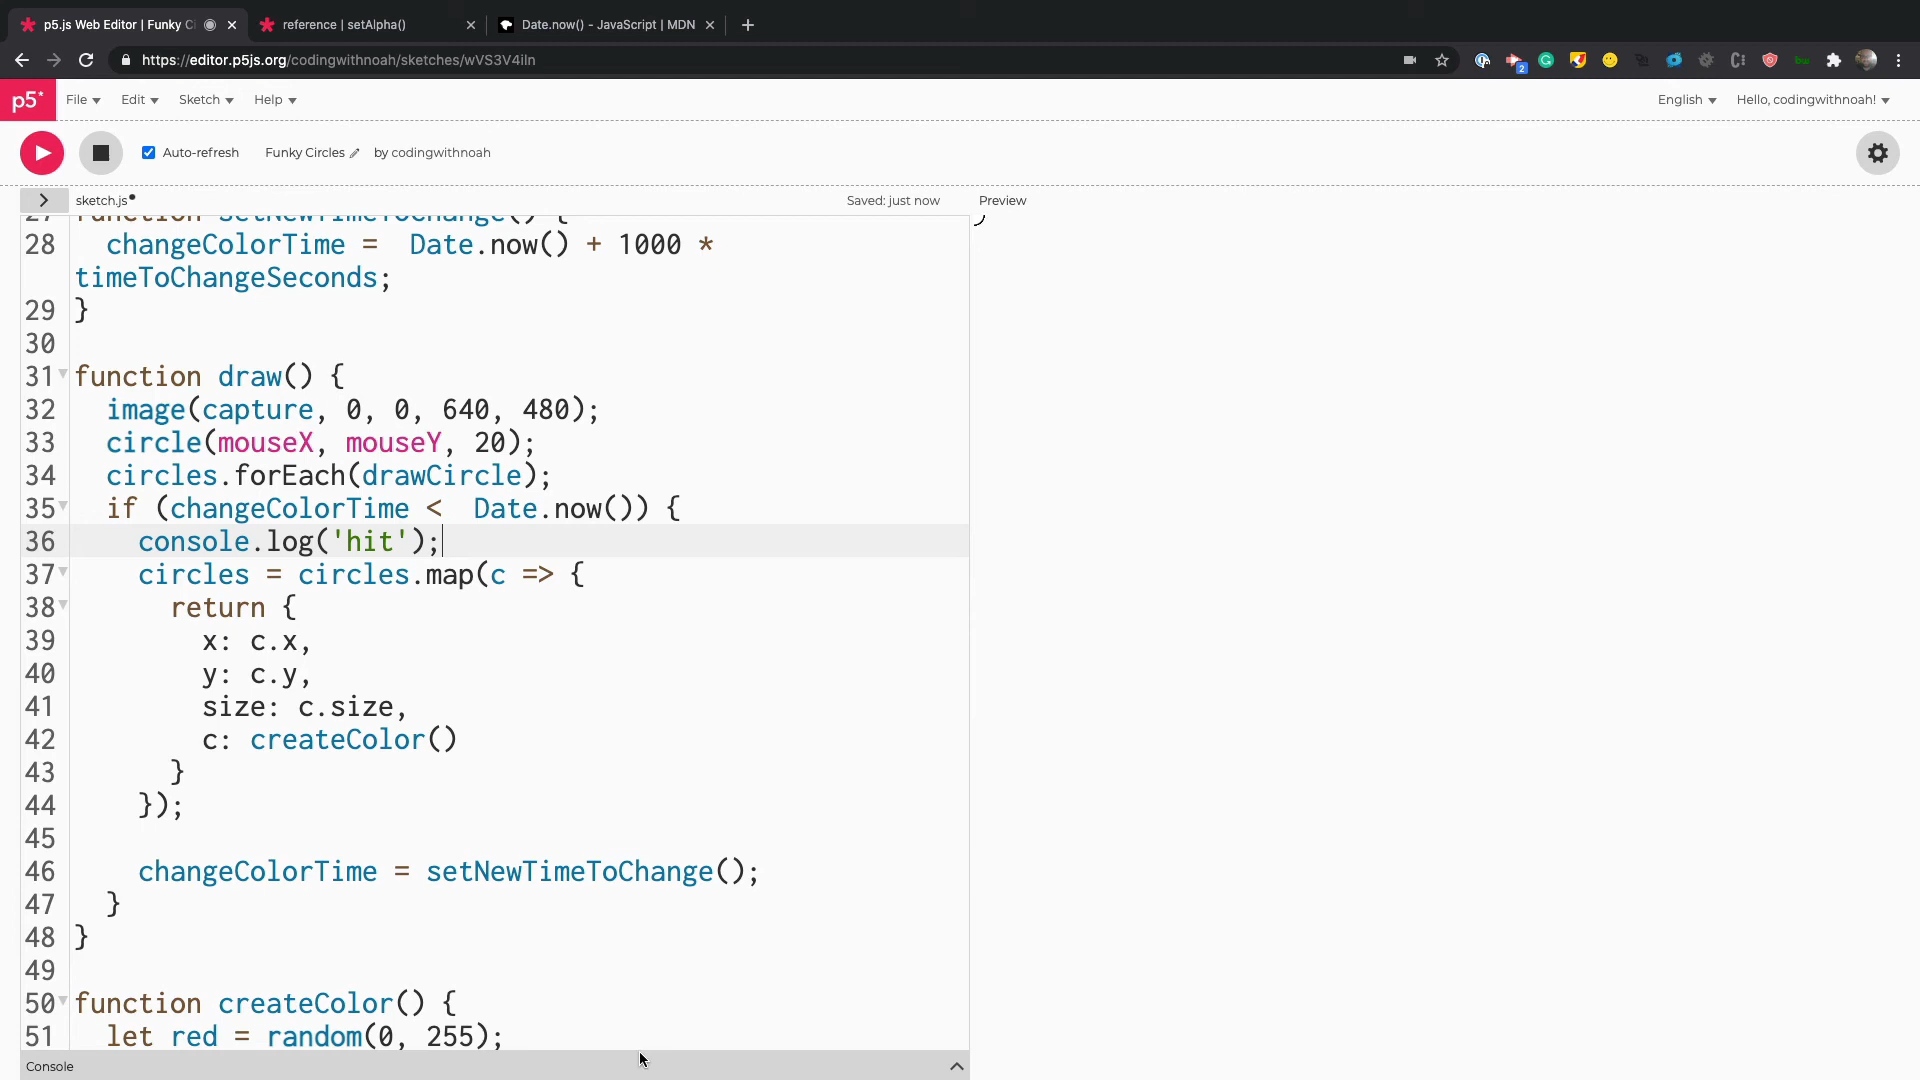 p5.js Web Editor | Funky Ci
reference | setAlpha()
Date.now() - JavaScript | MDN
https://editor.p5js.org/codingwithnoah/sketches/wVS3V4iln
2
p5*
File
Edit
Sketch
Help
English
Hello, codingwithnoah!
Auto-refresh
Funky Circles
by codingwithnoah
sketch.js
Saved: just now
Preview
27 function setNewTimeToChange() {
28 changeColorTime =  Date.now() + 1000 *
timeToChangeSeconds;
29 }
30
31 function draw() {
32 image(capture, 0, 0, 640, 480);
33 circle(mouseX, mouseY, 20);
34 circles.forEach(drawCircle);
35 if (changeColorTime <  Date.now()) {
36 console.log('hit');
37 circles = circles.map(c => {
38 return {
39 x: c.x,
40 y: c.y,
41 size: c.size,
42 c: createColor()
43 }
44 });
45
46 changeColorTime = setNewTimeToChange();
47 }
48 }
49
50 function createColor() {
51 let red = random(0, 255);
Console